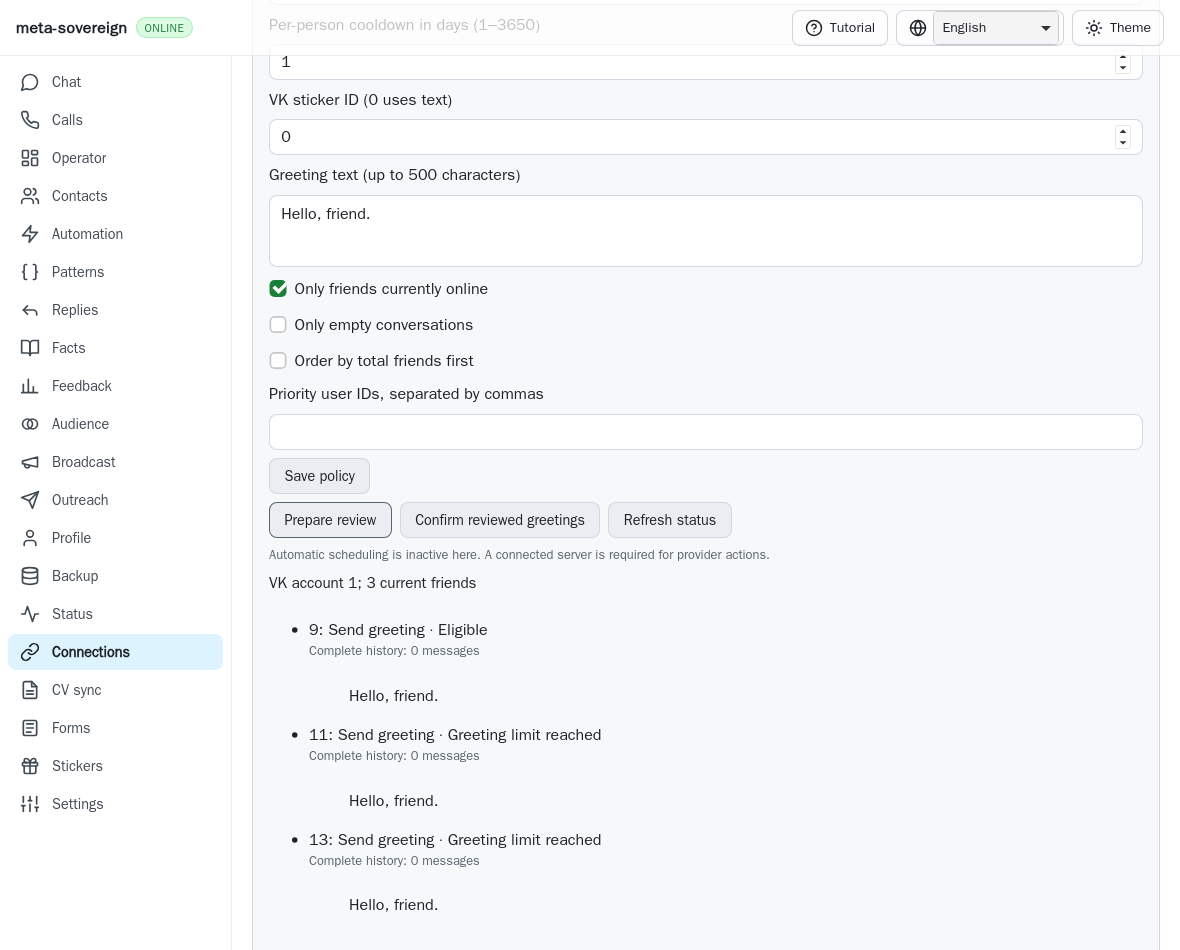 meta-sovereign ONLINE
Per-person cooldown in days (1–3650)
Tutorial
English
Theme
1
Chat
Calls
Operator
Contacts
Automation
Patterns
Replies
Facts
Feedback
Audience
Broadcast
Outreach
Profile
Backup
Status
Connections
CV sync
Forms
Stickers
Settings
VK sticker ID (0 uses text)
0
Greeting text (up to 500 characters)
Hello, friend.
Only friends currently online
Only empty conversations
Order by total friends first
Priority user IDs, separated by commas
Save policy
Prepare review
Confirm reviewed greetings
Refresh status
Automatic scheduling is inactive here. A connected server is required for provider actions.
VK account 1; 3 current friends
9: Send greeting · Eligible
Complete history: 0 messages
Hello, friend.
11: Send greeting · Greeting limit reached
Complete history: 0 messages
Hello, friend.
13: Send greeting · Greeting limit reached
Complete history: 0 messages
Hello, friend.